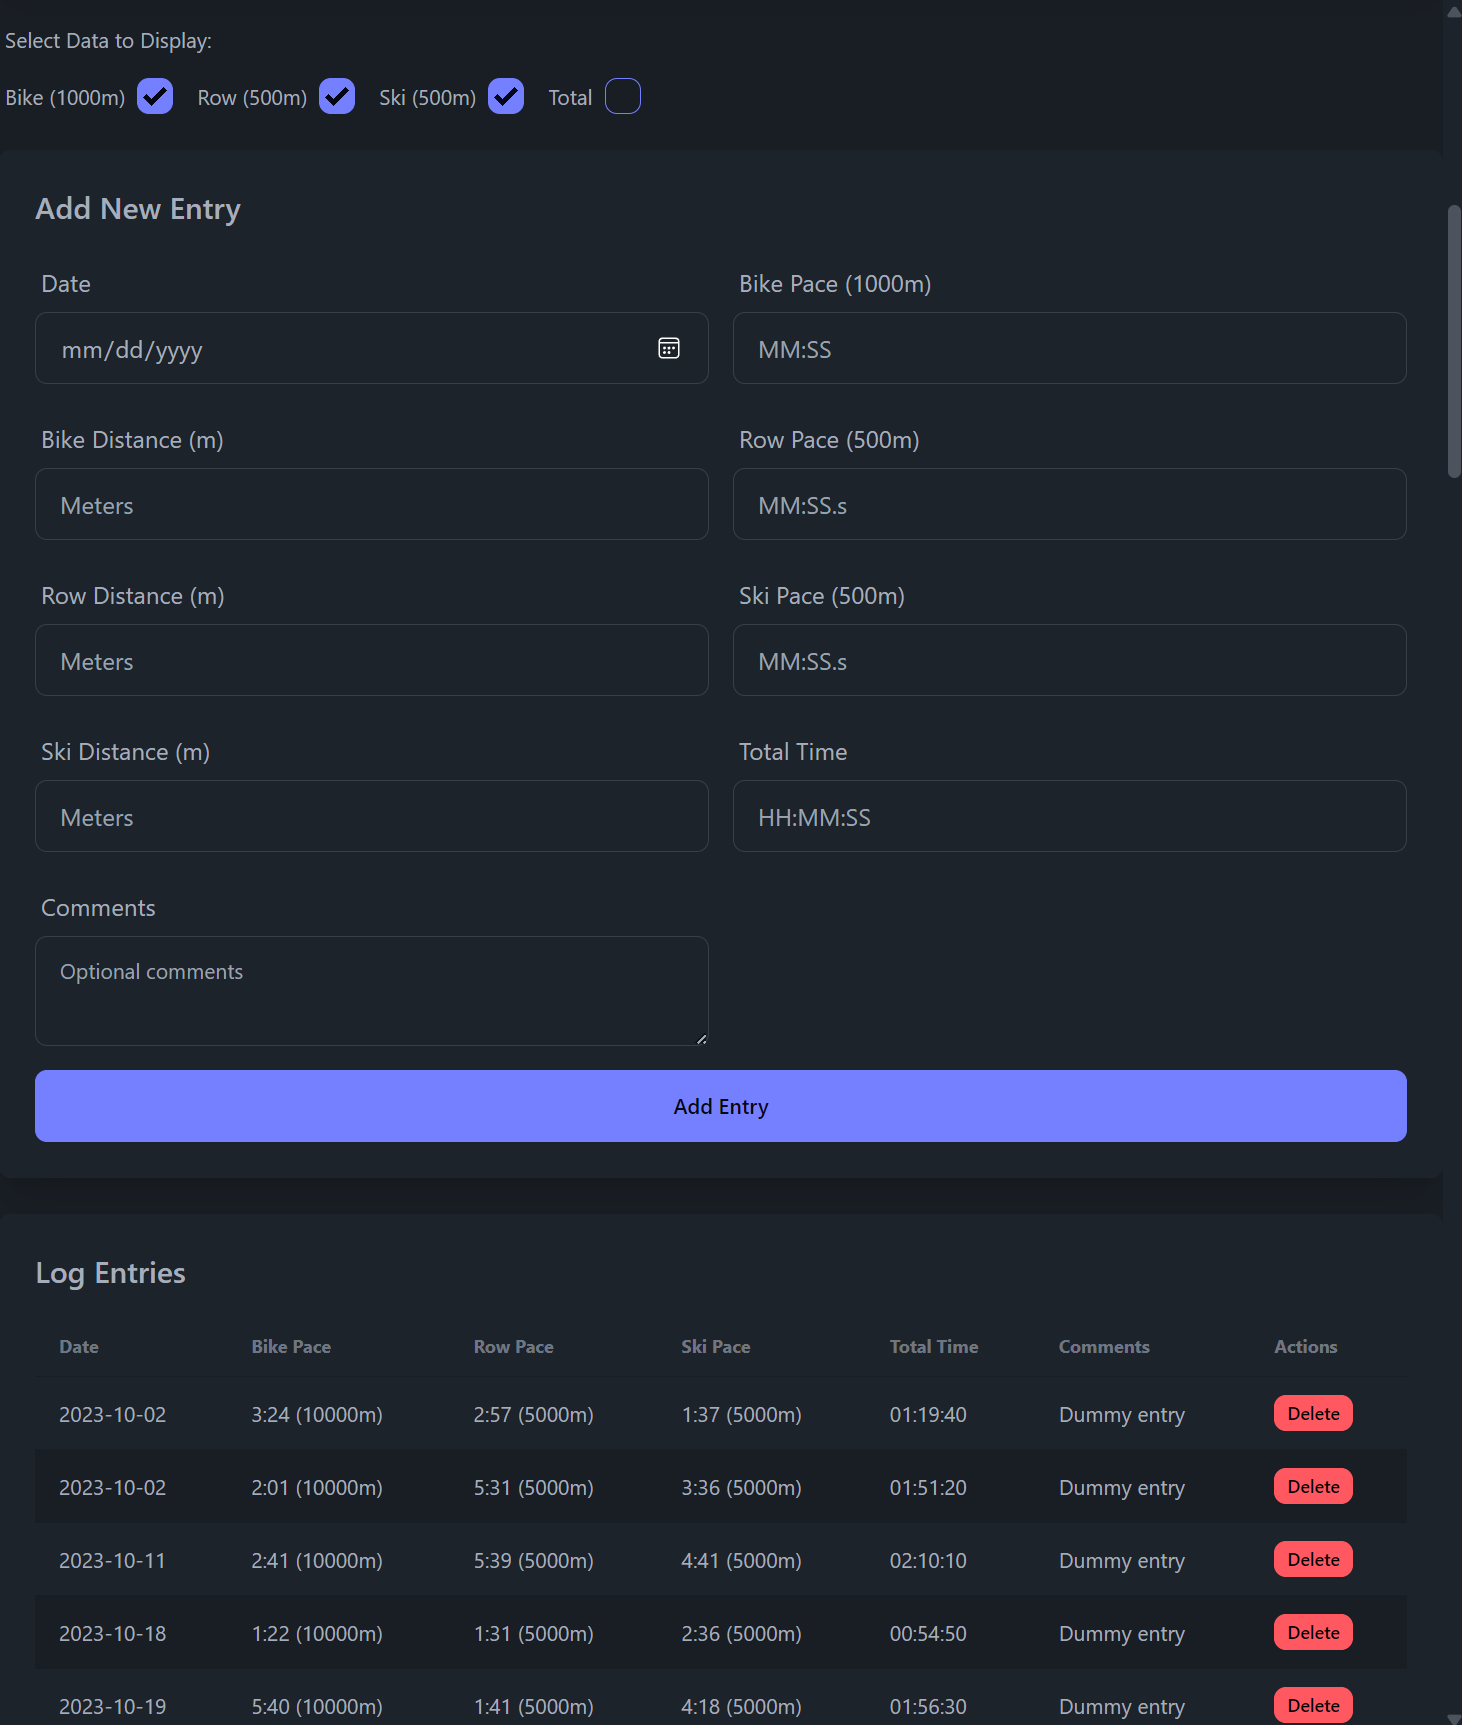 Select Data to Display:
Bike (1000m) Row (500m) Ski (500m) Total
Add New Entry
Date Bike Pace (1000m)
mm/dd/yyyy MM:SS
Bike Distance (m) Row Pace (500m)
Meters MM:SS.s
Row Distance (m) Ski Pace (500m)
Meters MM:SS.s
Ski Distance (m) Total Time
Meters HH:MM:SS
Comments
Optional comments
Add Entry
Log Entries
Date Bike Pace Row Pace Ski Pace Total Time Comments Actions
2023-10-02 3:24 (10000m) 2:57 (5000m) 1:37 (5000m) 01:19:40 Dummy entry Delete
2023-10-02 2:01 (10000m) 5:31 (5000m) 3:36 (5000m) 01:51:20 Dummy entry Delete
2023-10-11 2:41 (10000m) 5:39 (5000m) 4:41 (5000m) 02:10:10 Dummy entry Delete
2023-10-18 1:22 (10000m) 1:31 (5000m) 2:36 (5000m) 00:54:50 Dummy entry Delete
2023-10-19 5:40 (10000m) 1:41 (5000m) 4:18 (5000m) 01:56:30 Dummy entry Delete